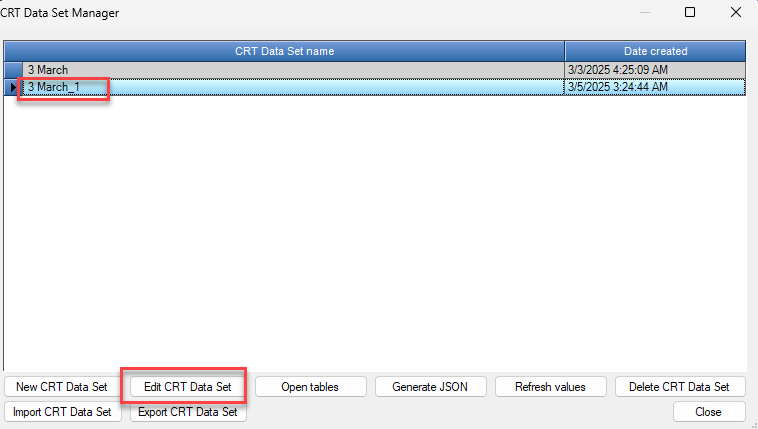 CRT Data Set Manager
CRT Data Set name Date created
3 March 3/3/2025 4:25:09 AM
3 March_1 3/5/2025 3:24:44 AM
New CRT Data Set Edit CRT Data Set Open tables Generate JSON Refresh values Delete CRT Data Set
Import CRT Data Set Export CRT Data Set Close